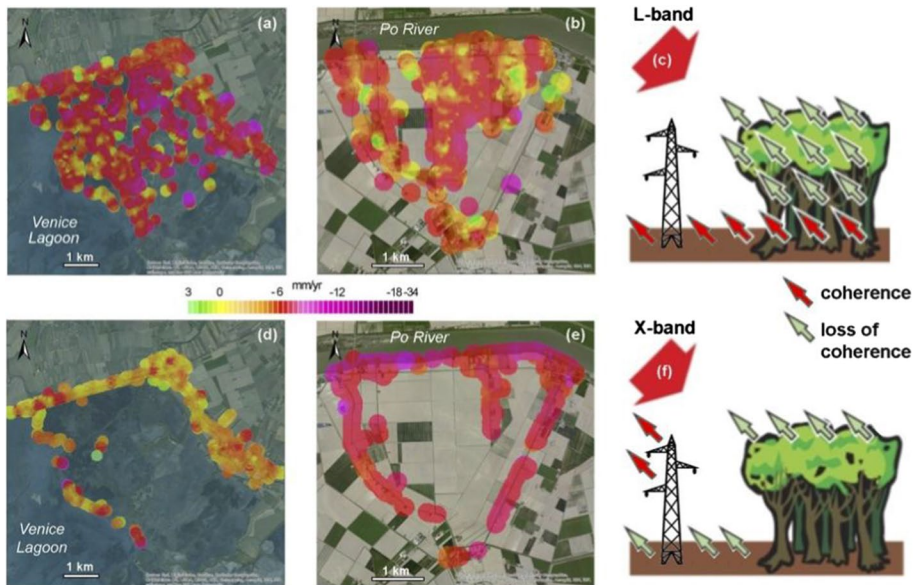 (a)
N
Venice
Lagoon
1 km
(b)
N
Po River
1 km
L-band
(c)
mm/yr
3 0 -6 -12 -18 -34
coherence
loss of
coherence
(d)
N
Venice
Lagoon
1 km
(e)
N
Po River
1 km
X-band
(f)